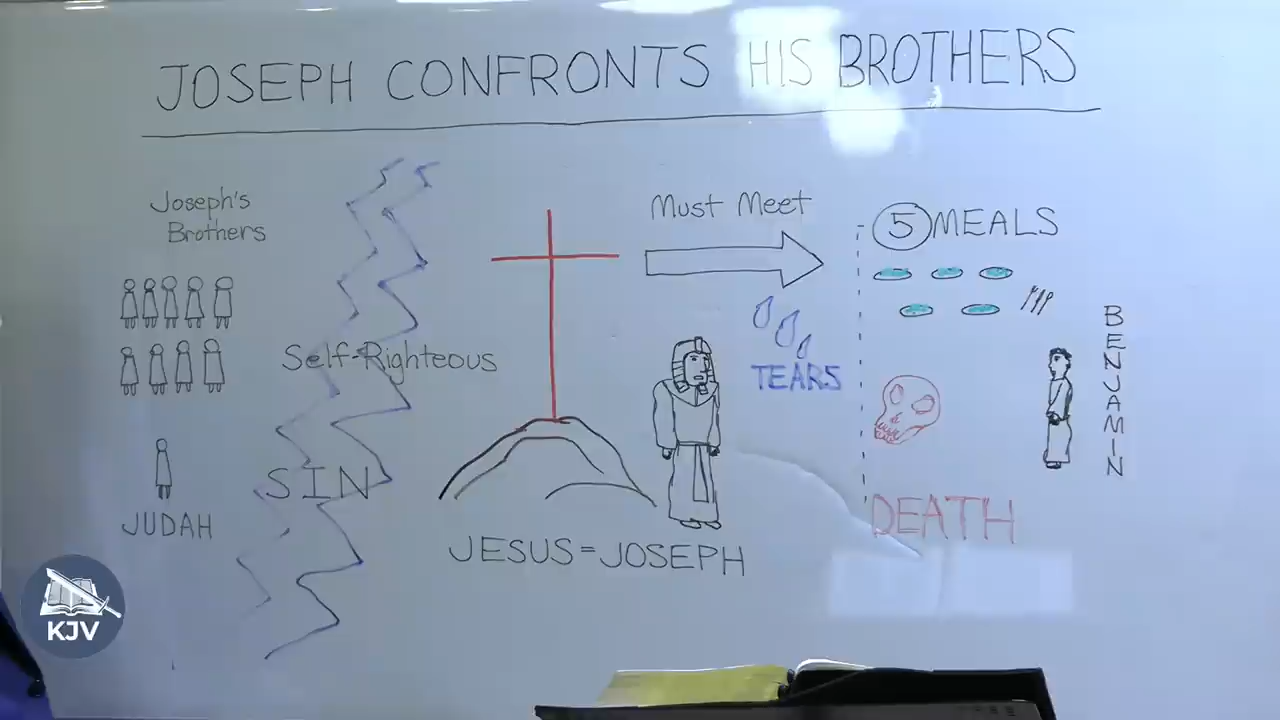 JOSEPH CONFRONTS HIS BROTHERS
Joseph's
Brothers
JUDAH
Self-Righteous
SIN
JESUS=JOSEPH
Must Meet
TEARS
5 MEALS
DEATH
BENJAMIN
KJV